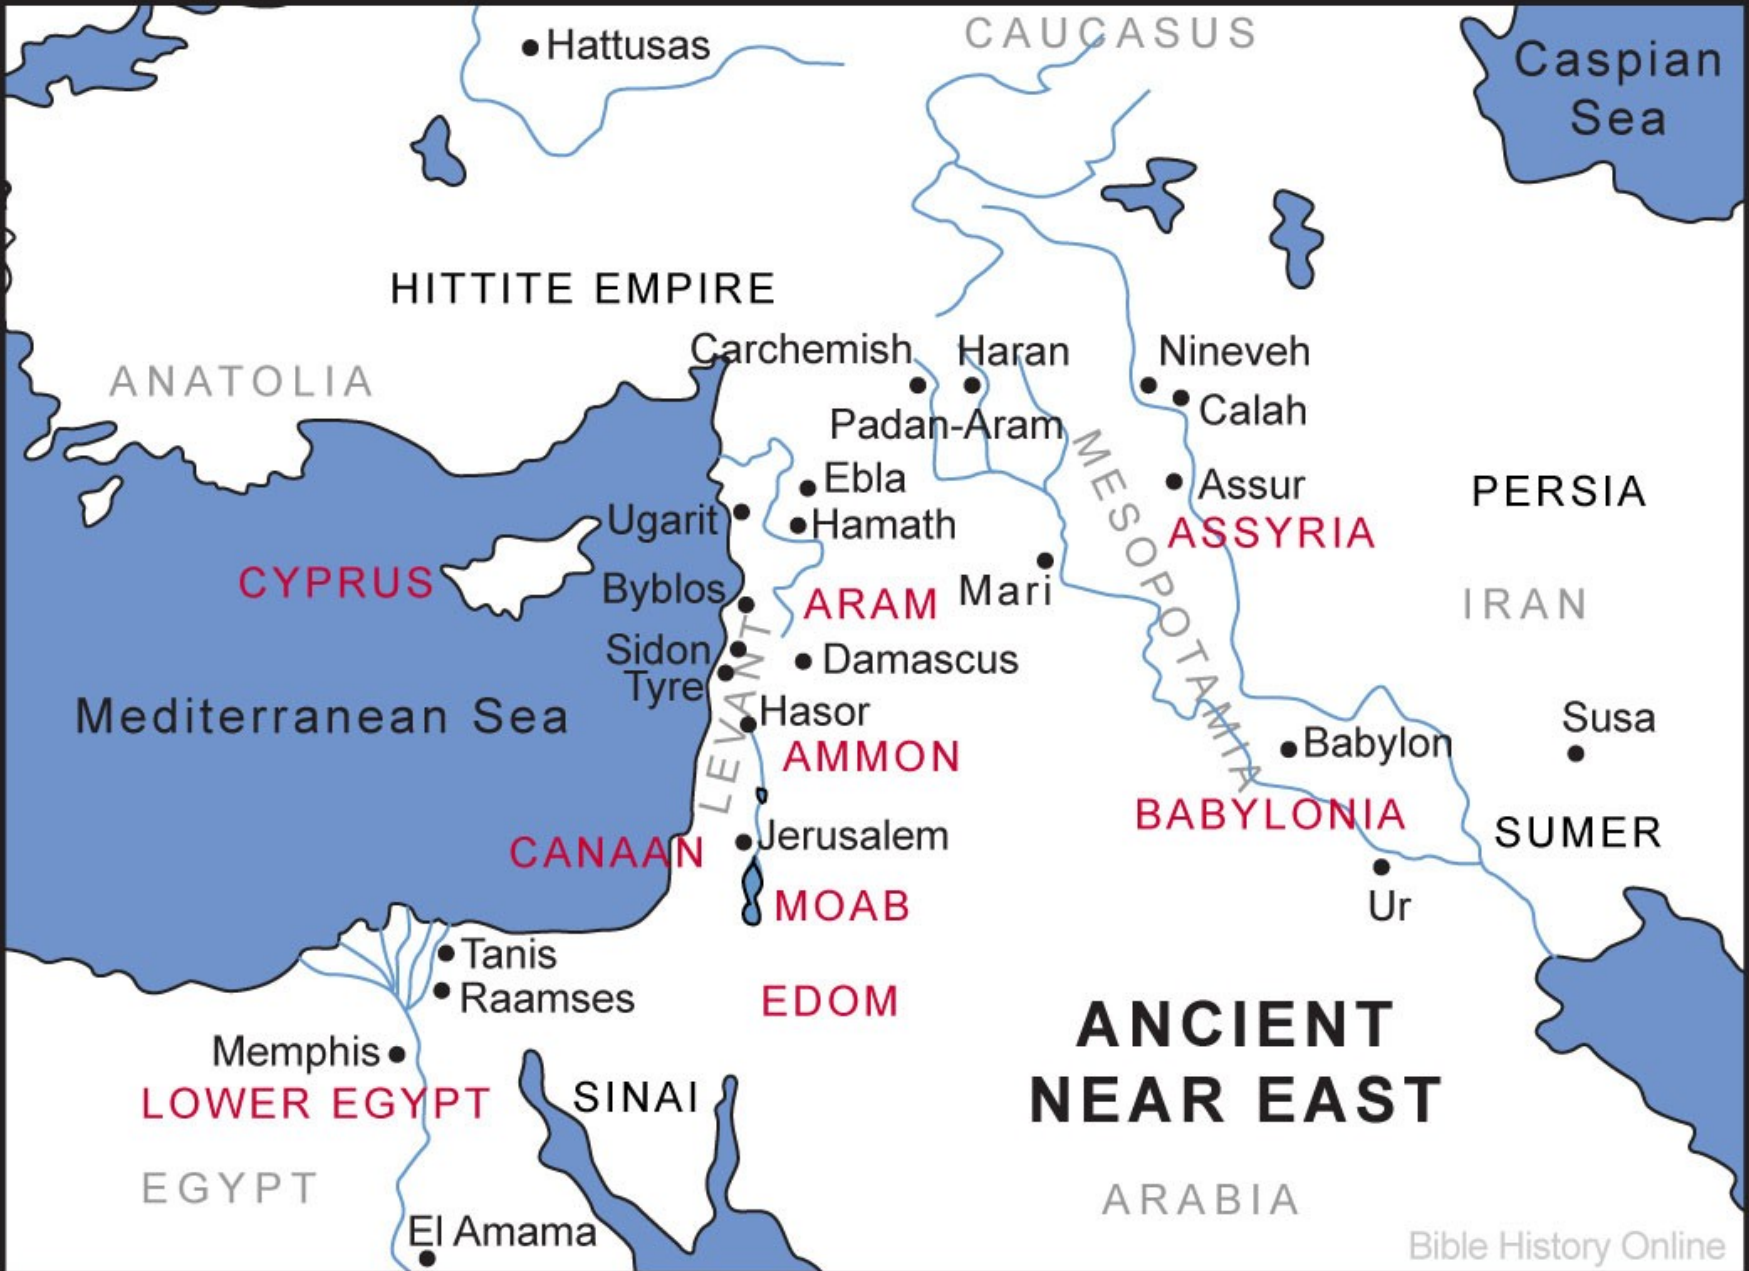 CAUCASUS
Hattusas
Caspian
Sea
HITTITE EMPIRE
Carchemish
Haran
Nineveh
ANATOLIA
Calah
Padan-Aram
MESOPOTAMIA
Ebla
Assur
PERSIA
Ugarit
Hamath
ASSYRIA
CYPRUS
Byblos
ARAM
Mari
IRAN
Sidon
Damascus
Tyre
LEVANT
Mediterranean Sea
Hasor
Susa
AMMON
Babylon
BABYLONIA
SUMER
Jerusalem
CANAAN
MOAB
Ur
Tanis
Raamses
EDOM
ANCIENT
NEAR EAST
Memphis
LOWER EGYPT
SINAI
EGYPT
ARABIA
El Amama
Bible History Online